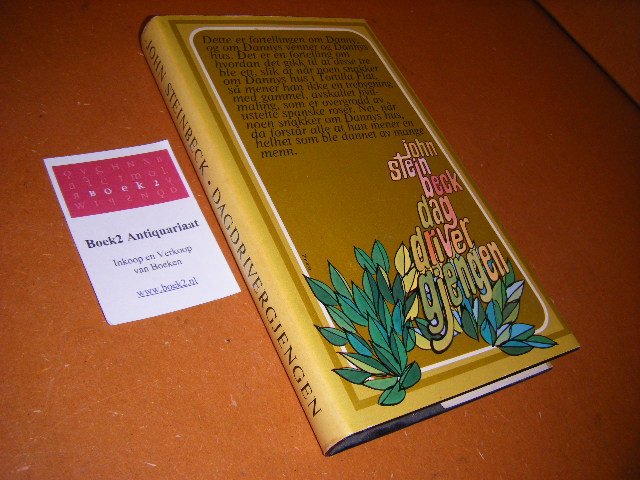 Dette er fortellingen om Danny,
og om Dannys venner og Dannys
hus. Det er en fortelling om
hvordan det gikk til at disse tre
ble ett, slik at når noen snakker
om Dannys hus i Tortilla Flat,
så mener han ikke en trebygning
med gammel, avskallet hvit-
maling, som er overgrodd av
ustelte spanske roser. Nei, når
noen snakker om Dannys hus,
da forstår alle at han mener en
helhet som ble dannet av mange
menn.
john
stein
beck
dag
driver
gjengen
JOHN STEINBECK • DAGDRIVERGJENGEN
BOEK2
Boek2 Antiquariaat
Inkoop en Verkoop
van Boeken
www.boek2.nl